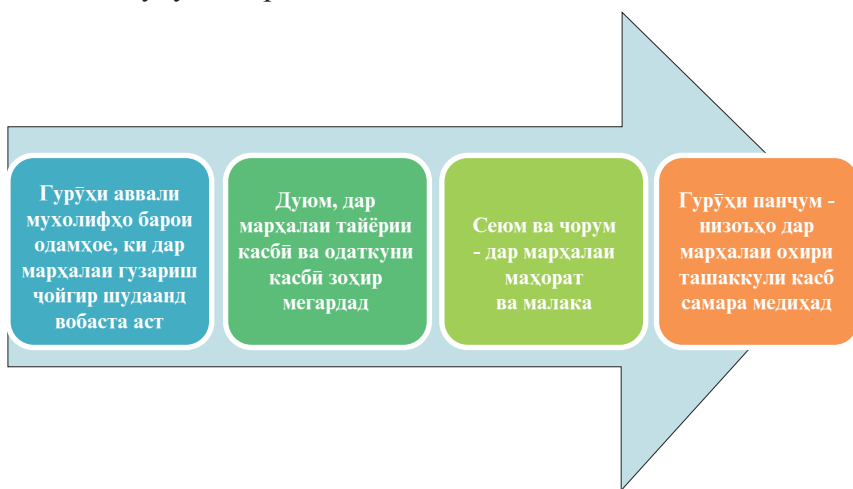 Гурӯҳи аввали
мухолифҳо барои
одамҳое, ки дар
марҳалаи гузариш
ҷойгир шудаанд
вобаста аст
Дуюм, дар
марҳалаи тайёрии
касбӣ ва одаткуни
касбӣ зоҳир
мегардад
Сеюм ва чорум
- дар марҳалаи
маҳорат
ва малака
Гурӯҳи панҷум -
низоъҳо дар
марҳалаи охири
ташаккули касб
самара медиҳад